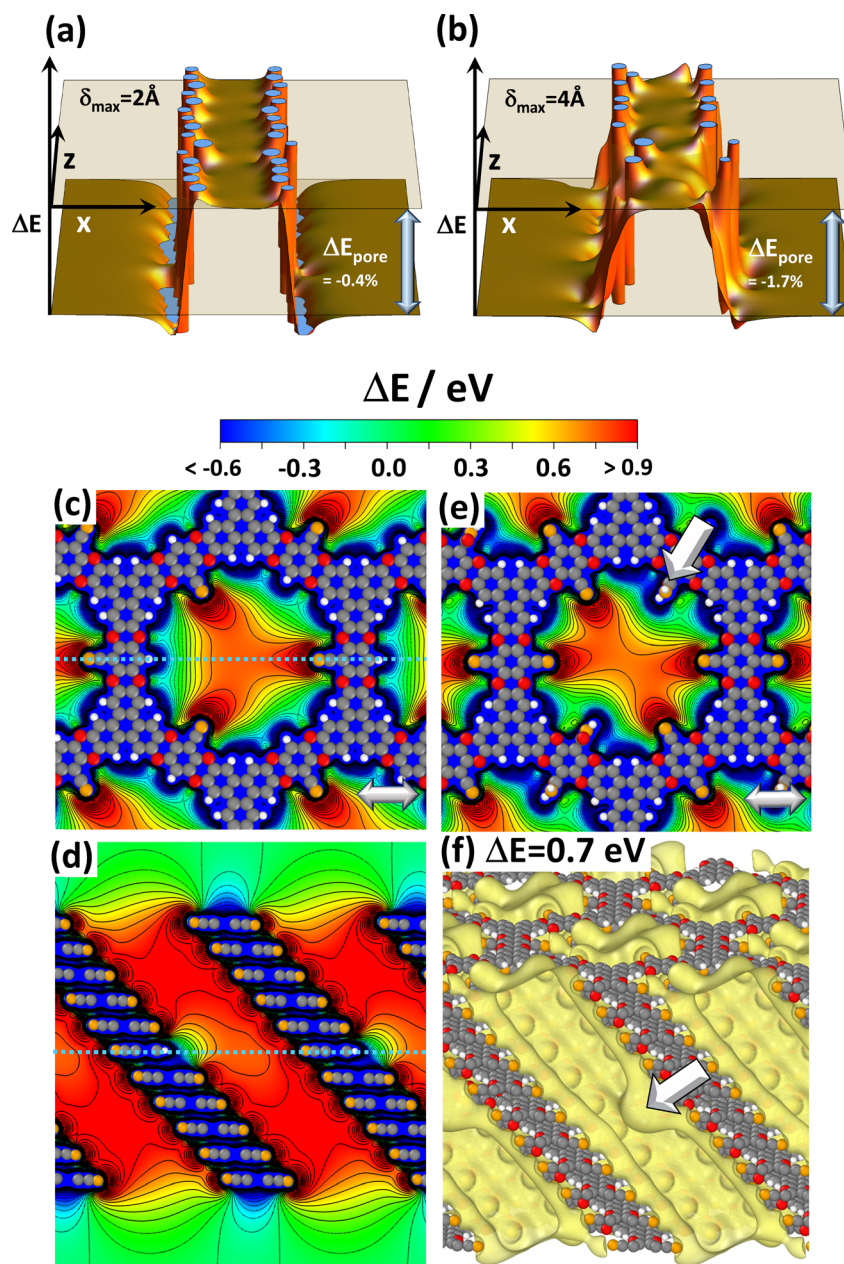 (a)
(b)
δmax=2Å
δmax=4Å
z
z
ΔE
x
ΔE
x
ΔEpore
= -0.4%
ΔEpore
= -1.7%
ΔE / eV
< -0.6 -0.3 0.0 0.3 0.6 > 0.9
(c)
(e)
(d)
(f) ΔE=0.7 eV